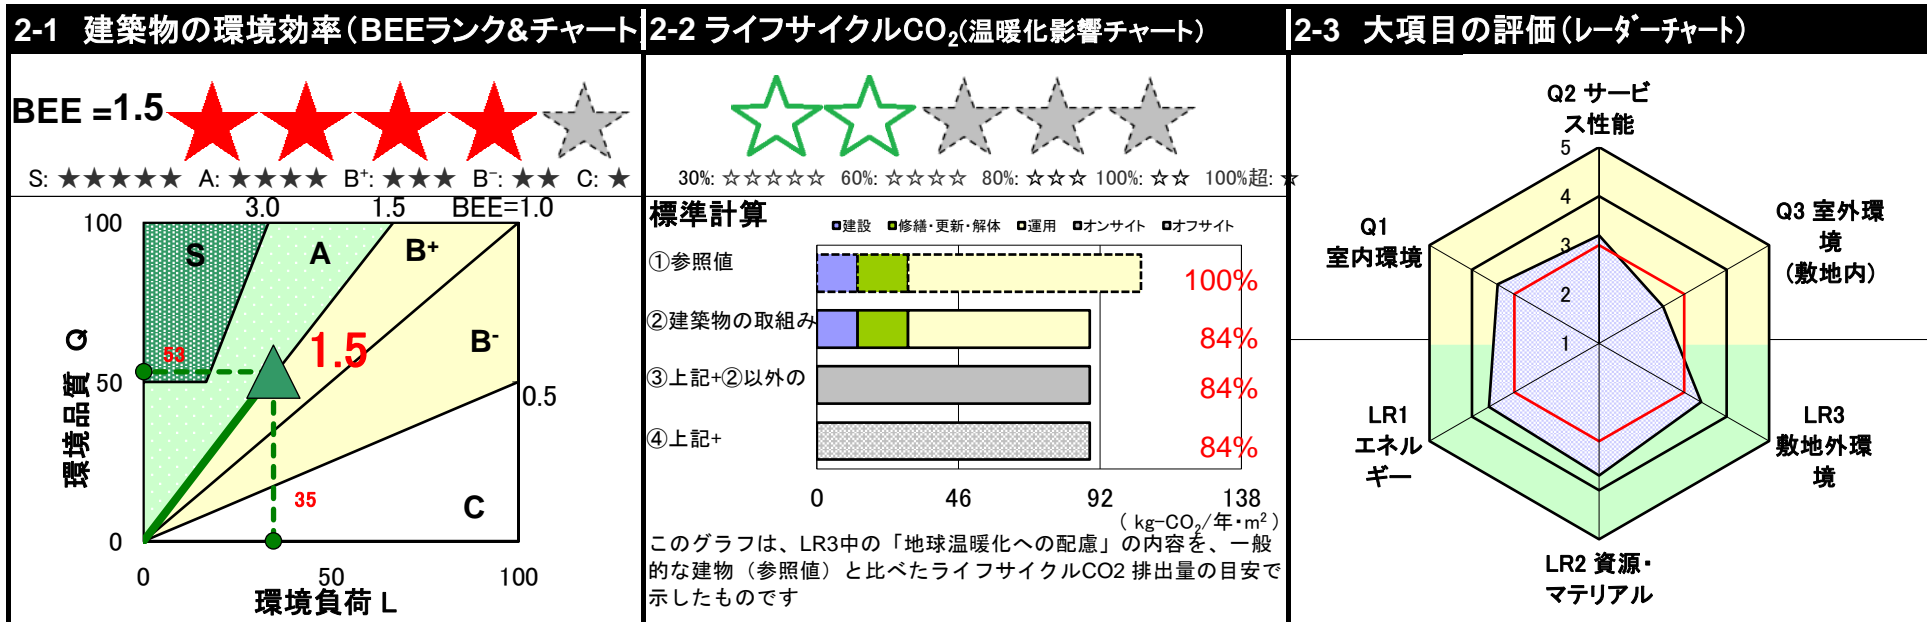 2-1 建築物の環境効率(BEEランク&チャート
BEE =1.5
S: ★★★★★ A: ★★★★ B+: ★★★ B−: ★★ C: ★
3.0 1.5 BEE=1.0
100
50
0
S
A
B+
B-
C
53
1.5
35
0.5
環境品質 Q
0 50 100
環境負荷 L
2-2 ライフサイクルCO2(温暖化影響チャート)
30%: ☆☆☆☆☆ 60%: ☆☆☆☆ 80%: ☆☆☆ 100%: ☆☆ 100%超: ☆
標準計算
建設 修繕・更新・解体 運用 オンサイト オフサイト
①参照値 100%
②建築物の取組み 84%
③上記+②以外の 84%
④上記+ 84%
0 46 92 138
( kg-CO2/年・m2 )
このグラフは、LR3中の「地球温暖化への配慮」の内容を、一般
的な建物(参照値)と比べたライフサイクルCO2 排出量の目安で
示したものです
2-3 大項目の評価(レーダーチャート)
Q2 サービ
ス性能
Q1
室内環境
Q3 室外環
境
(敷地内)
5
4
3
2
1
LR1
エネル
ギー
LR3
敷地外環
境
LR2 資源・
マテリアル